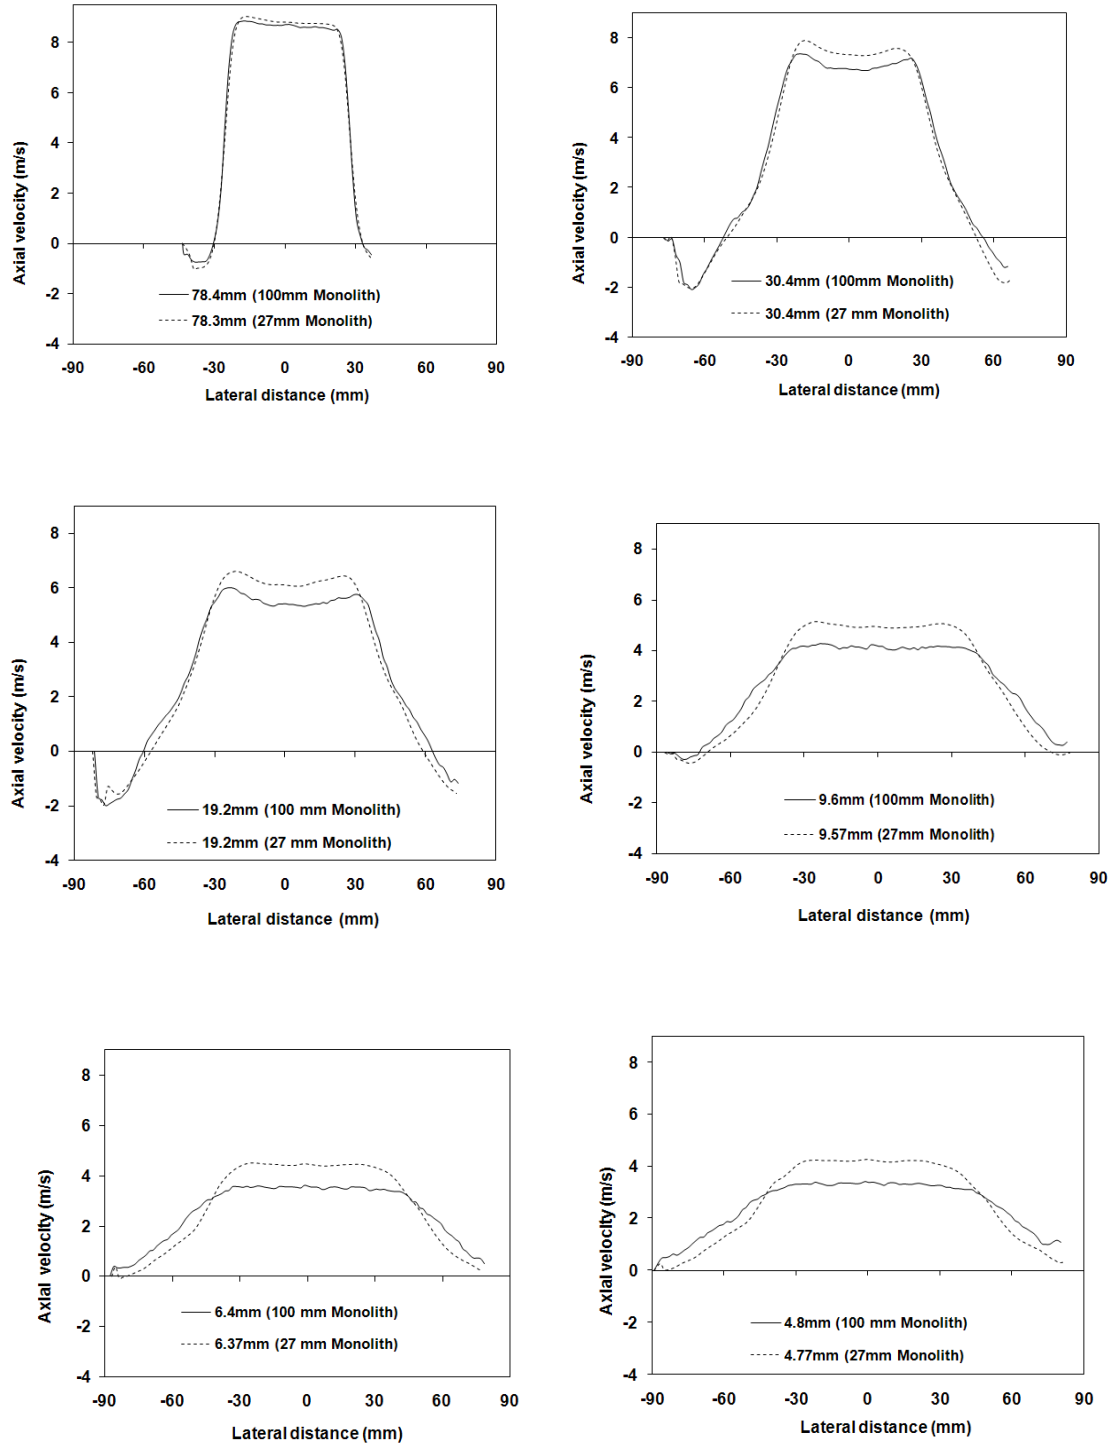 8
6
4
2
0
-2
-4
Axial velocity (m/s)
78.4mm (100mm Monolith)
78.3mm (27mm Monolith)
-90 -60 -30 0 30 60 90
Lateral distance (mm)
8
6
4
2
0
-2
-4
Axial velocity (m/s)
30.4mm (100mm Monolith)
30.4mm (27 mm Monolith)
-90 -60 -30 0 30 60 90
Lateral distance (mm)
8
6
4
2
0
-2
-4
Axial velocity (m/s)
19.2mm (100 mm Monolith)
19.2mm (27 mm Monolith)
-90 -60 -30 0 30 60 90
Lateral distance (mm)
8
6
4
2
0
-2
-4
Axial velocity (m/s)
9.6mm (100mm Monolith)
9.57mm (27mm Monolith)
-90 -60 -30 0 30 60 90
Lateral distance (mm)
8
6
4
2
0
-2
-4
Axial velocity (m/s)
6.4mm (100 mm Monolith)
6.37mm (27 mm Monolith)
-90 -60 -30 0 30 60 90
Lateral distance (mm)
8
6
4
2
0
-2
-4
Axial velocity (m/s)
4.8mm (100 mm Monolith)
4.77mm (27mm Monolith)
-90 -60 -30 0 30 60 90
Lateral distance (mm)